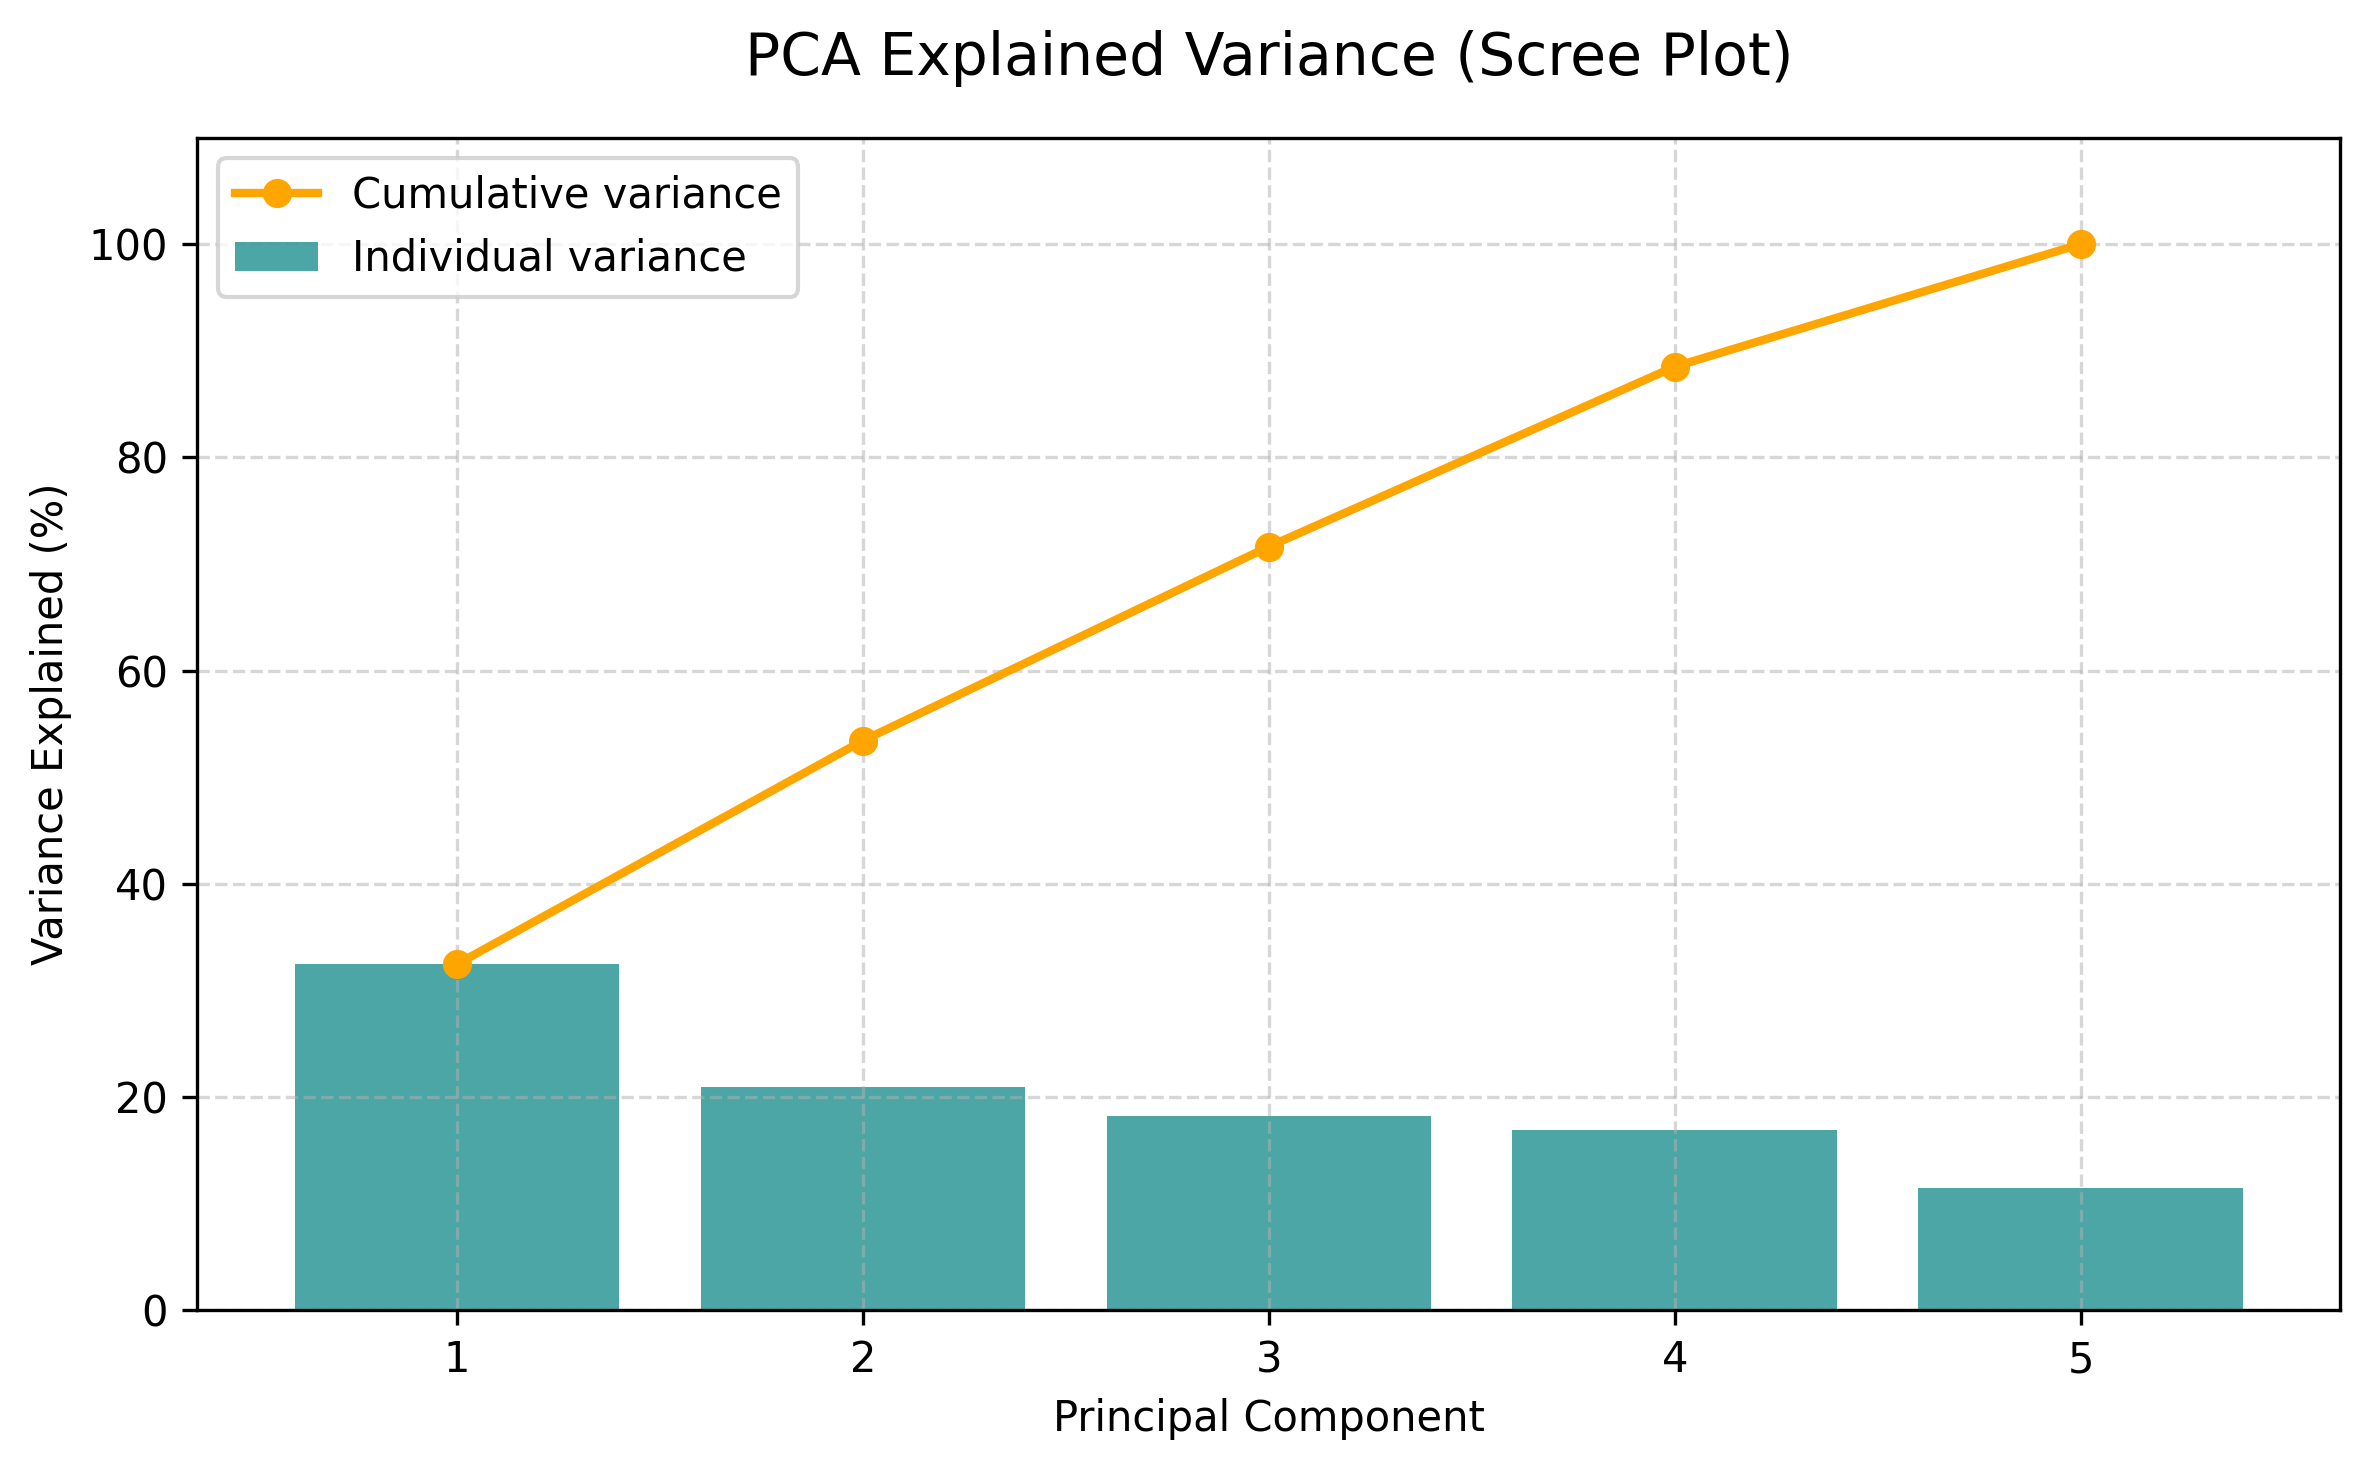 PCA Explained Variance (Scree Plot)
Cumulative variance
Individual variance
Variance Explained (%)
100
80
60
40
20
0
1 2 3 4 5
Principal Component